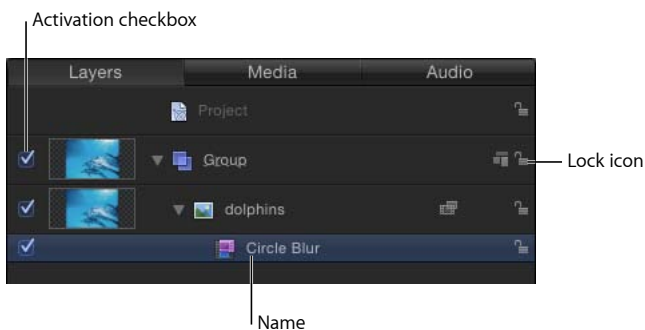 Activation checkbox
Layers Media Audio
Project
Group
Lock icon
dolphins
Circle Blur
Name